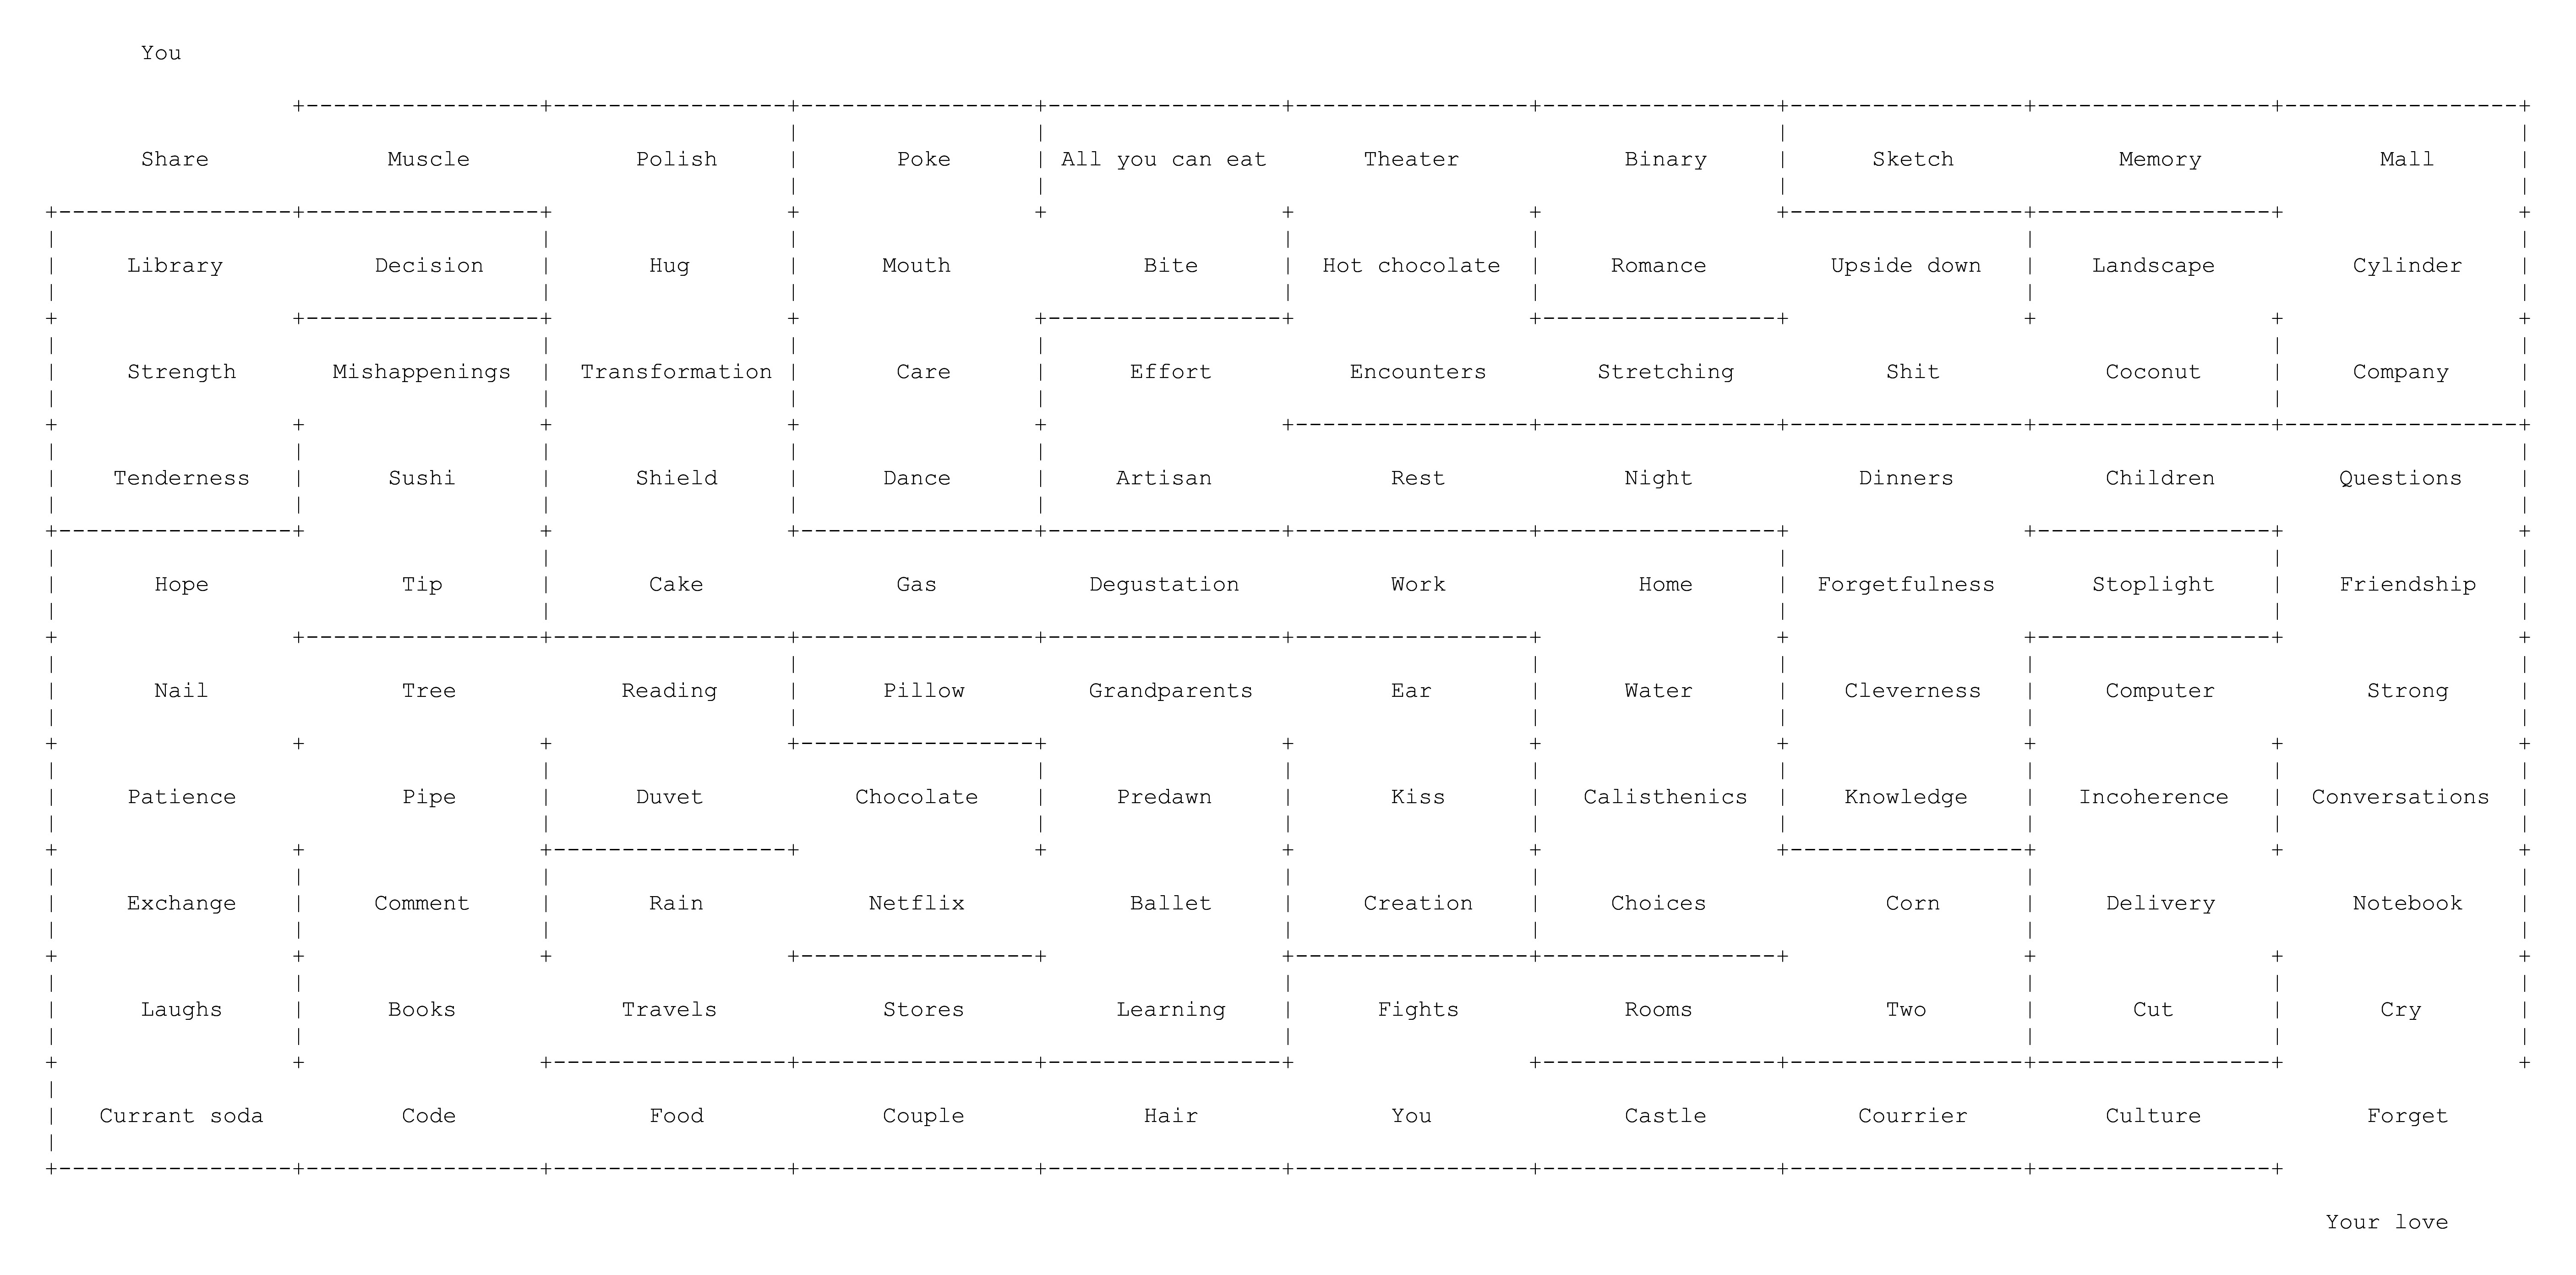 You
Share Muscle Polish Poke All you can eat Theater Binary Sketch Memory Mall
Library Decision Hug Mouth Bite Hot chocolate Romance Upside down Landscape Cylinder
Strength Mishappenings Transformation Care Effort Encounters Stretching Shit Coconut Company
Tenderness Sushi Shield Dance Artisan Rest Night Dinners Children Questions
Hope Tip Cake Gas Degustation Work Home Forgetfulness Stoplight Friendship
Nail Tree Reading Pillow Grandparents Ear Water Cleverness Computer Strong
Patience Pipe Duvet Chocolate Predawn Kiss Calisthenics Knowledge Incoherence Conversations
Exchange Comment Rain Netflix Ballet Creation Choices Corn Delivery Notebook
Laughs Books Travels Stores Learning Fights Rooms Two Cut Cry
Currant soda Code Food Couple Hair You Castle Courrier Culture Forget
Your love